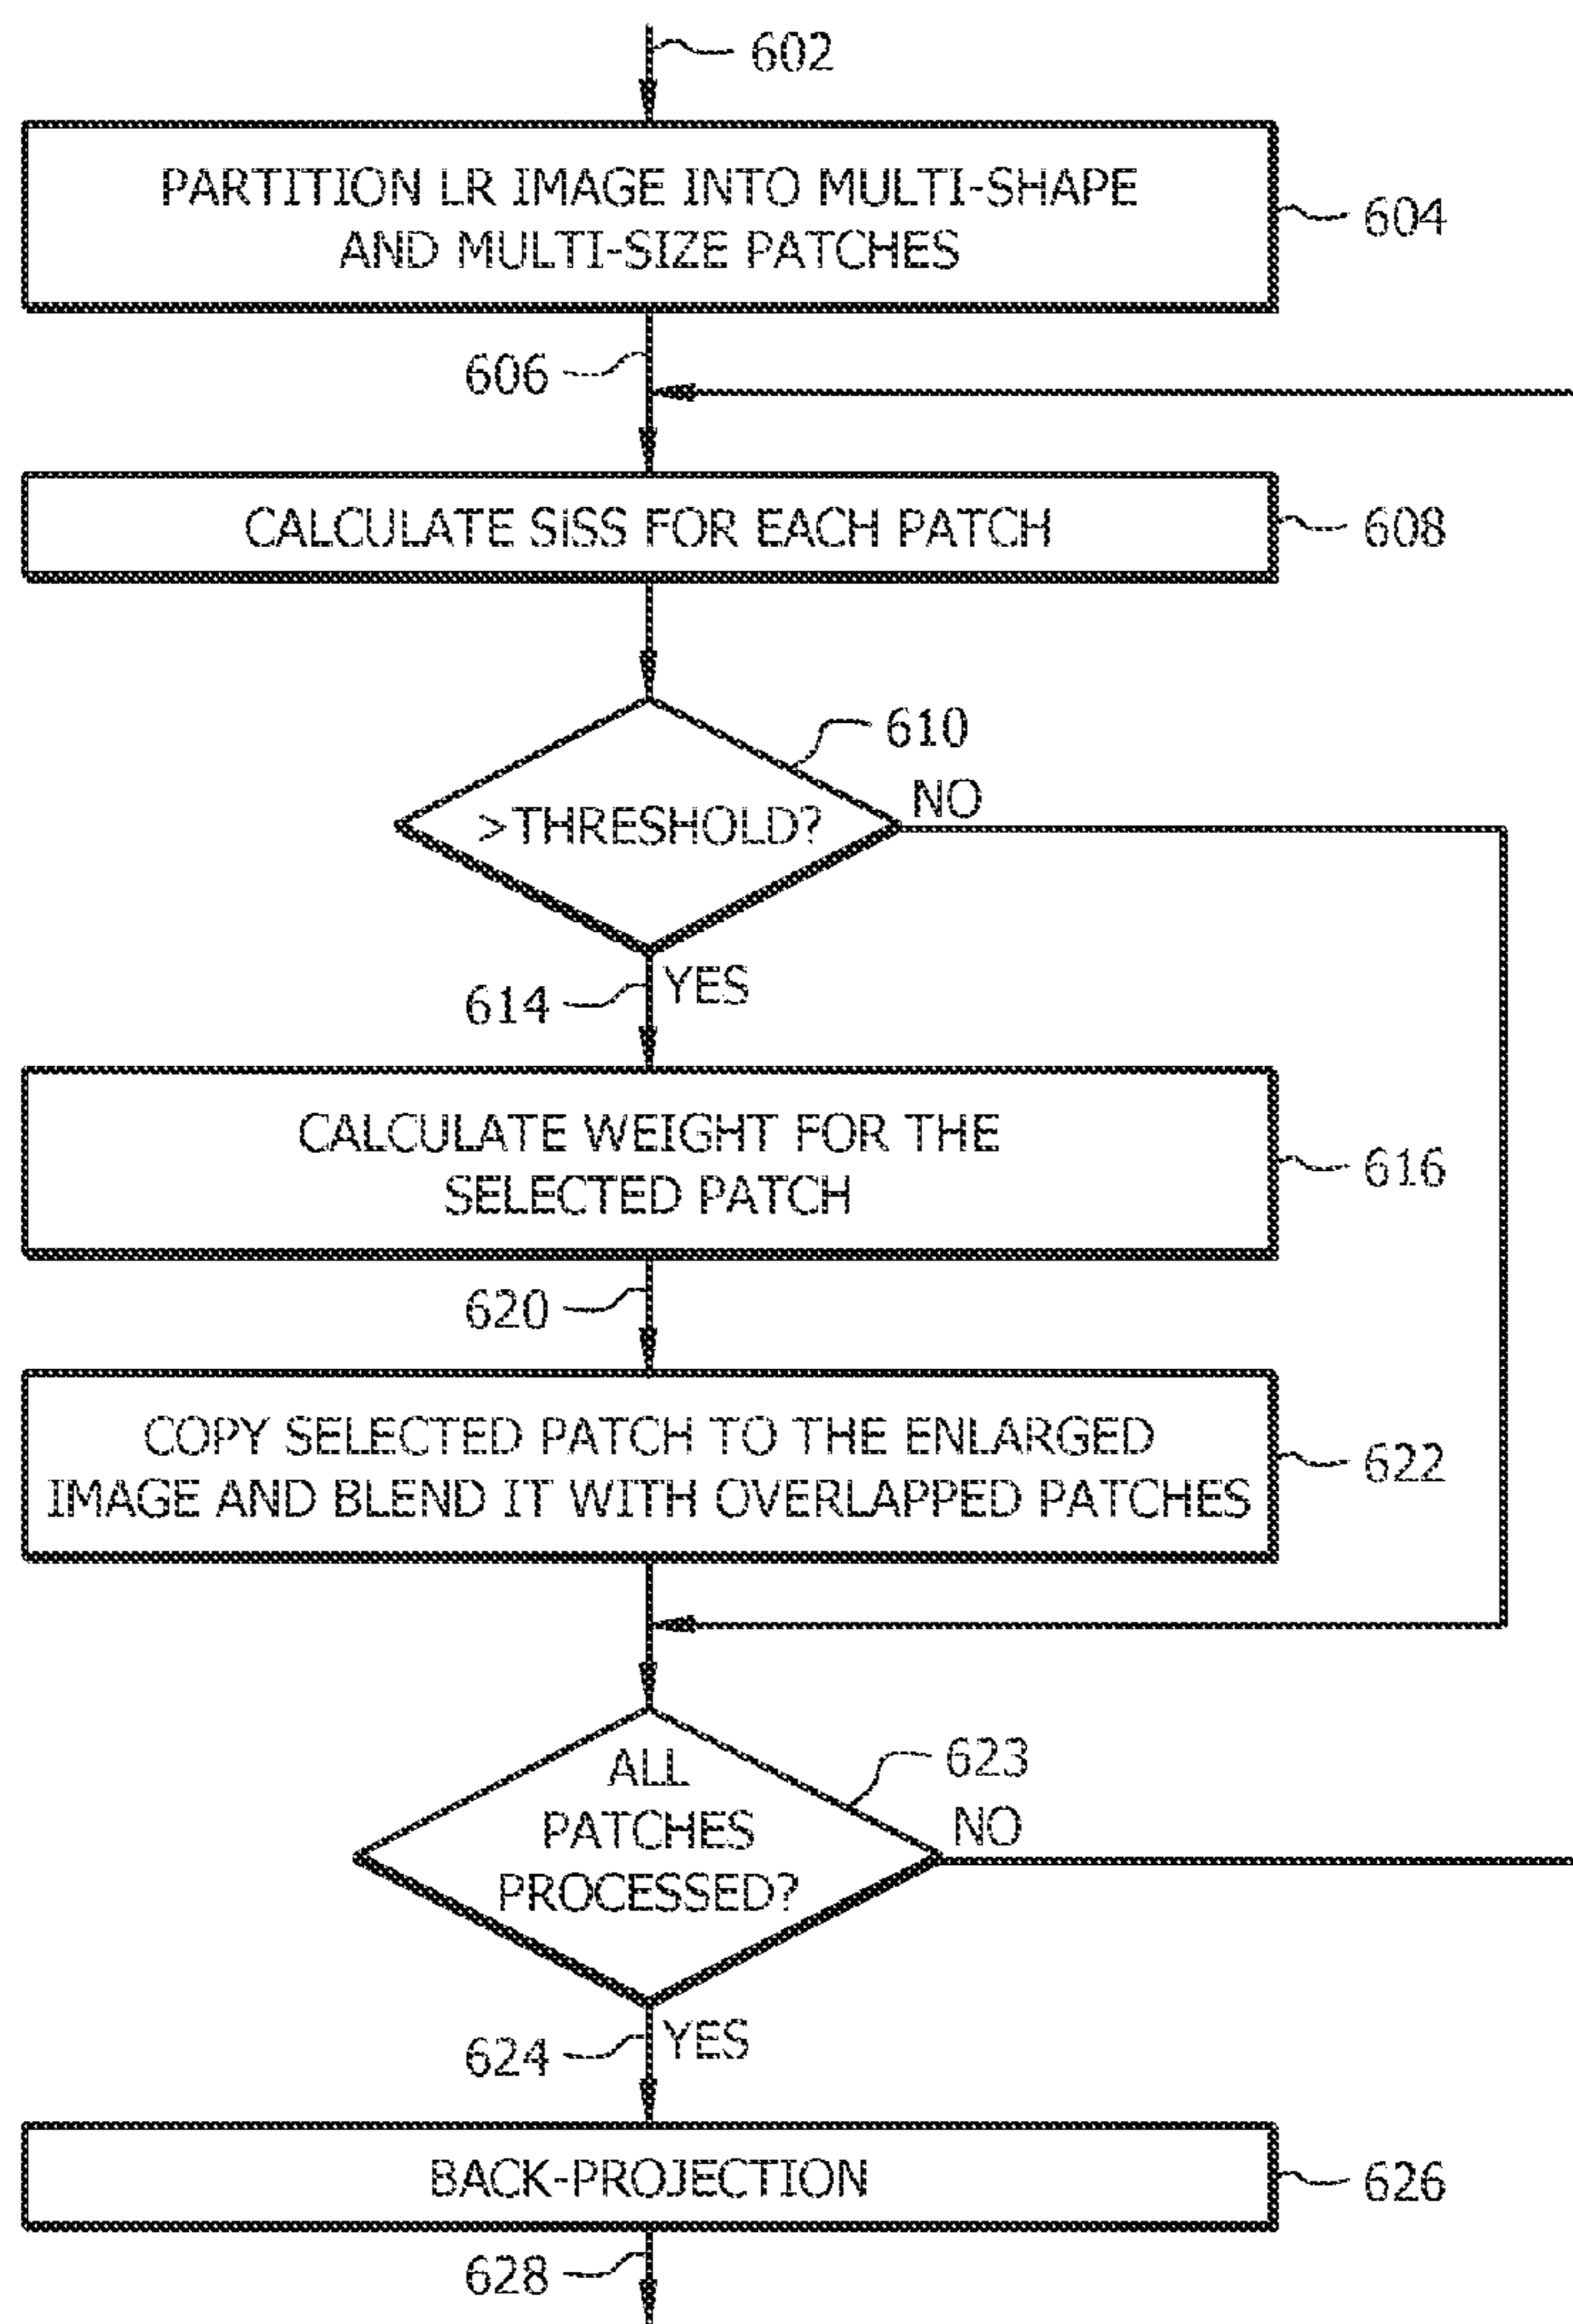 602
PARTITION LR IMAGE INTO MULTI-SHAPE
AND MULTI-SIZE PATCHES
604
606
CALCULATE SiSS FOR EACH PATCH
608
610
>THRESHOLD?
NO
614
YES
CALCULATE WEIGHT FOR THE
SELECTED PATCH
616
620
COPY SELECTED PATCH TO THE ENLARGED
IMAGE AND BLEND IT WITH OVERLAPPED PATCHES
622
623
ALL
PATCHES
PROCESSED?
NO
624
YES
BACK-PROJECTION
626
628